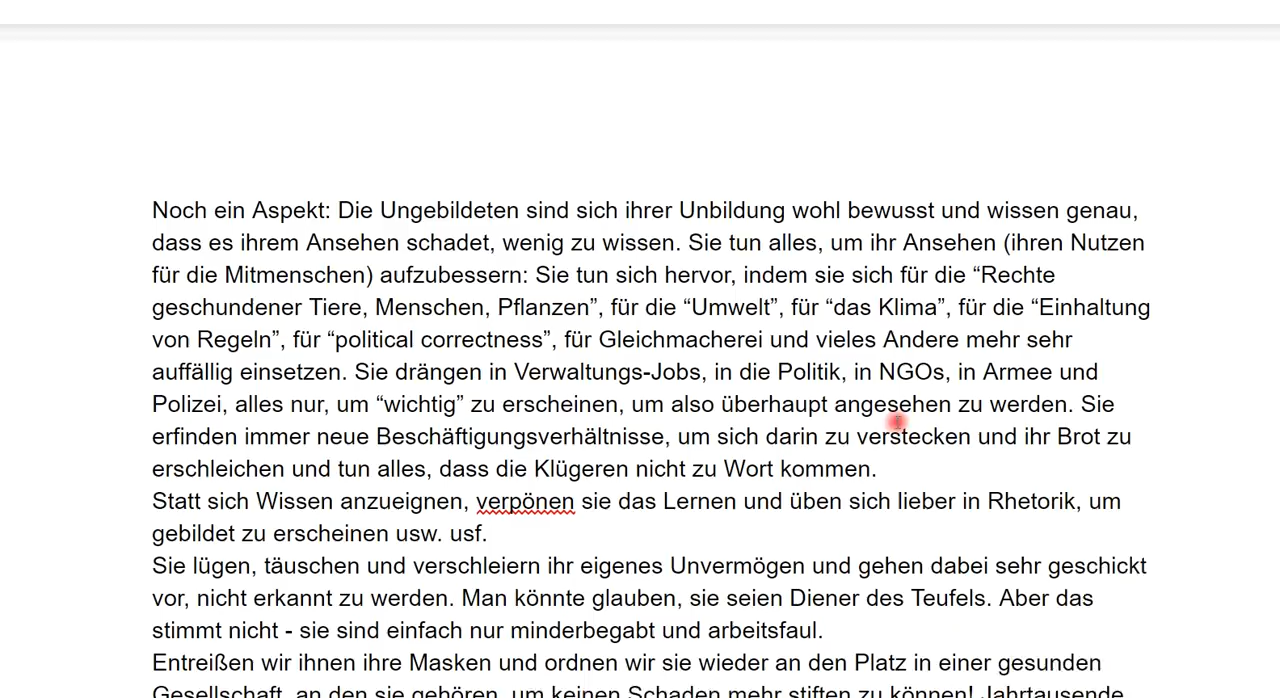 Noch ein Aspekt: Die Ungebildeten sind sich ihrer Unbildung wohl bewusst und wissen genau,
dass es ihrem Ansehen schadet, wenig zu wissen. Sie tun alles, um ihr Ansehen (ihren Nutzen
für die Mitmenschen) aufzubessern: Sie tun sich hervor, indem sie sich für die “Rechte
geschundener Tiere, Menschen, Pflanzen”, für die “Umwelt”, für “das Klima”, für die “Einhaltung
von Regeln”, für “political correctness”, für Gleichmacherei und vieles Andere mehr sehr
auffällig einsetzen. Sie drängen in Verwaltungs-Jobs, in die Politik, in NGOs, in Armee und
Polizei, alles nur, um “wichtig” zu erscheinen, um also überhaupt angesehen zu werden. Sie
erfinden immer neue Beschäftigungsverhältnisse, um sich darin zu verstecken und ihr Brot zu
erschleichen und tun alles, dass die Klügeren nicht zu Wort kommen.
Statt sich Wissen anzueignen, verpönen sie das Lernen und üben sich lieber in Rhetorik, um
gebildet zu erscheinen usw. usf.
Sie lügen, täuschen und verschleiern ihr eigenes Unvermögen und gehen dabei sehr geschickt
vor, nicht erkannt zu werden. Man könnte glauben, sie seien Diener des Teufels. Aber das
stimmt nicht - sie sind einfach nur minderbegabt und arbeitsfaul.
Entreißen wir ihnen ihre Masken und ordnen wir sie wieder an den Platz in einer gesunden
Gesellschaft, an den sie gehören, um keinen Schaden mehr stiften zu können! Jahrtausende